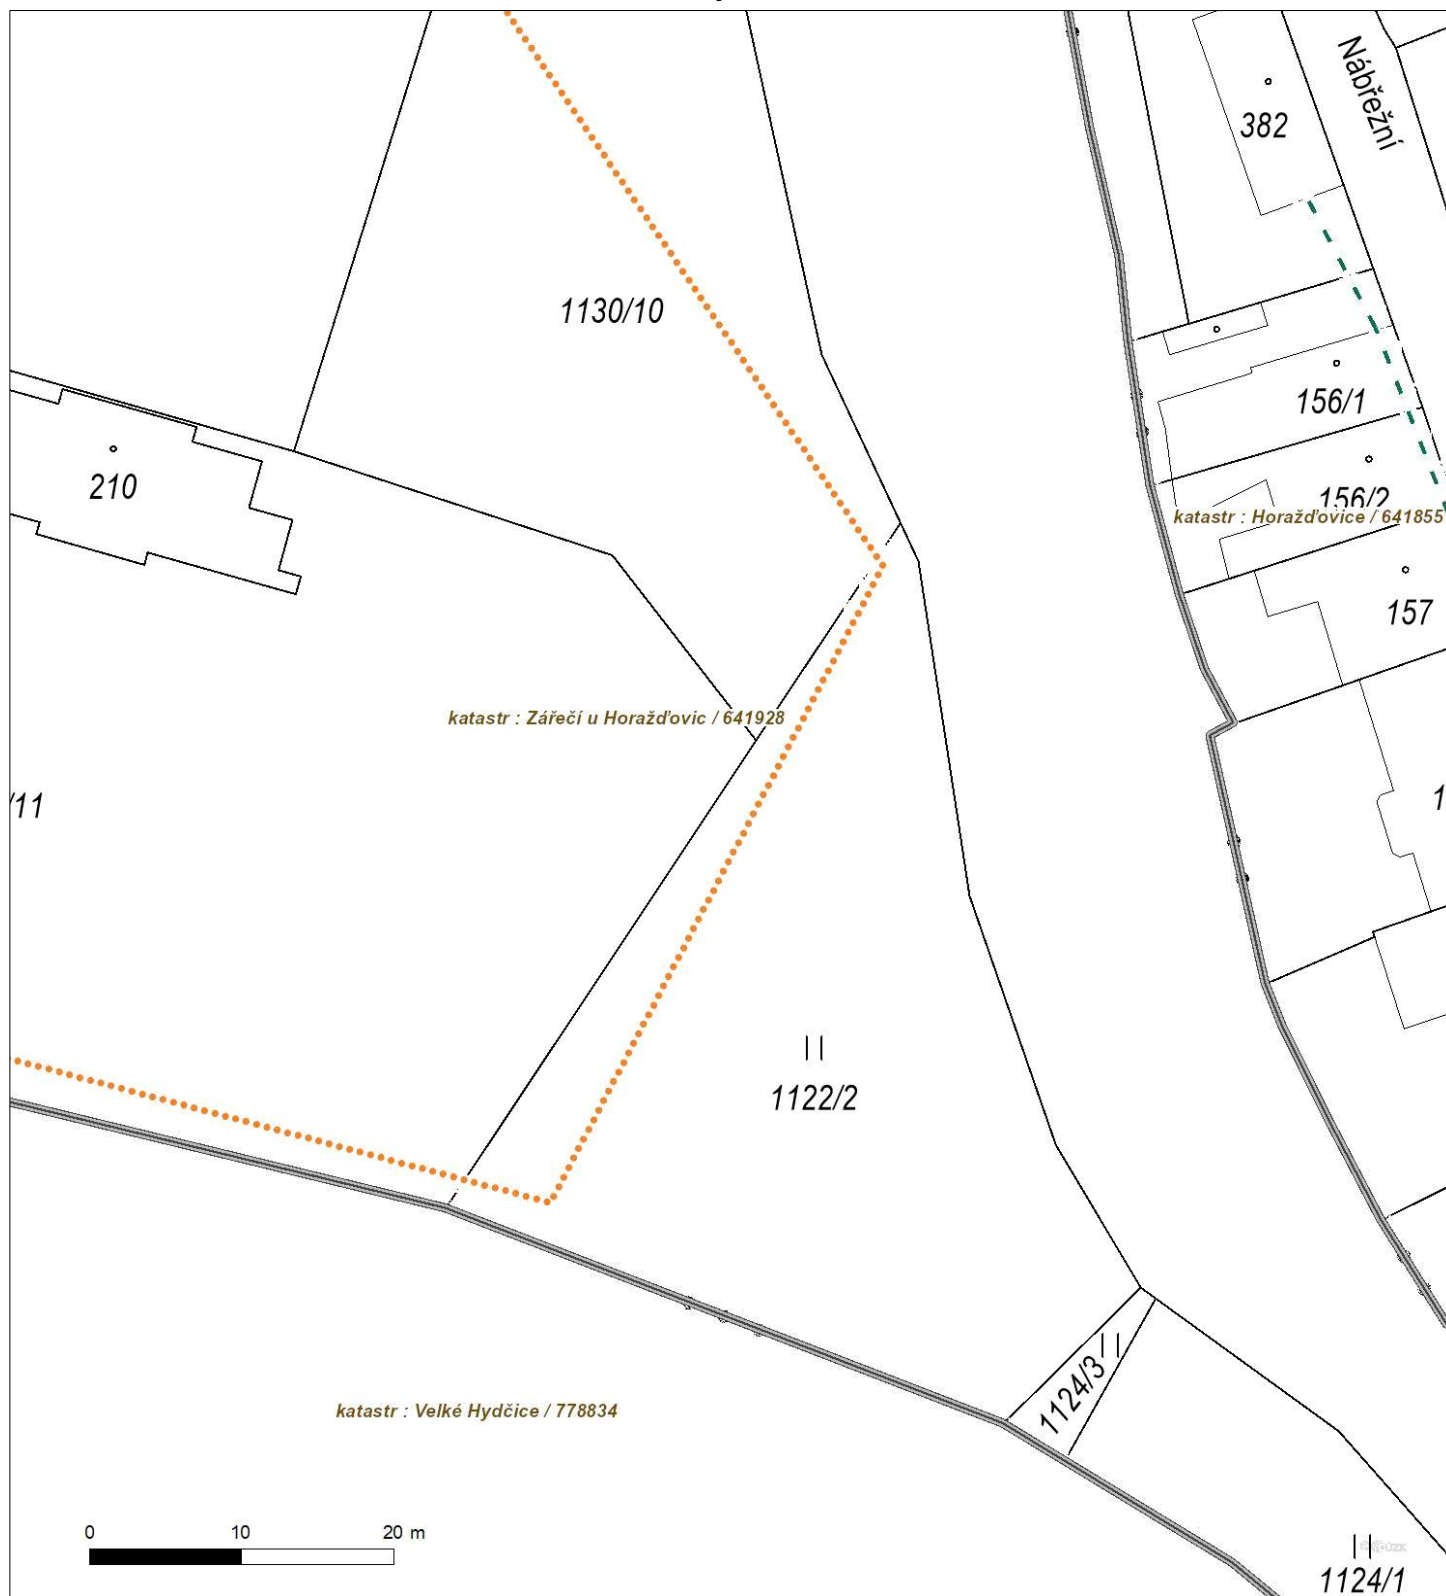 Nábřežní
382
1130/10
156/1
210
156/2
katastr : Horažďovice / 641855
157
katastr : Zářečí u Horažďovic / 641928
/11
1
1122/2
1124/3
katastr : Velké Hydčice / 778834
0 10 20 m
1124/1